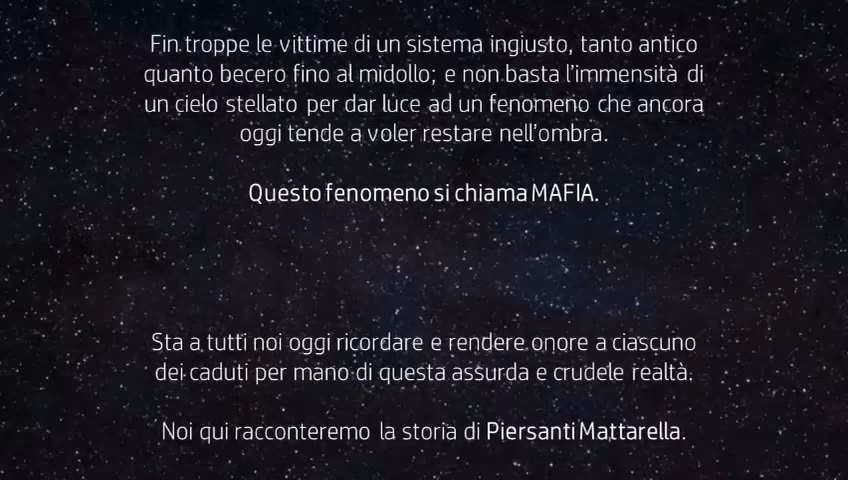 Fin troppe le vittime di un sistema ingiusto, tanto antico
quanto becero fino al midollo; e non basta l'immensità di
un cielo stellato per dar luce ad un fenomeno che ancora
oggi tende a voler restare nell'ombra.
Questo fenomeno si chiama MAFIA.
Sta a tutti noi oggi ricordare e rendere onore a ciascuno
dei caduti per mano di questa assurda e crudele realtà.
Noi qui racconteremo la storia di Piersanti Mattarella.